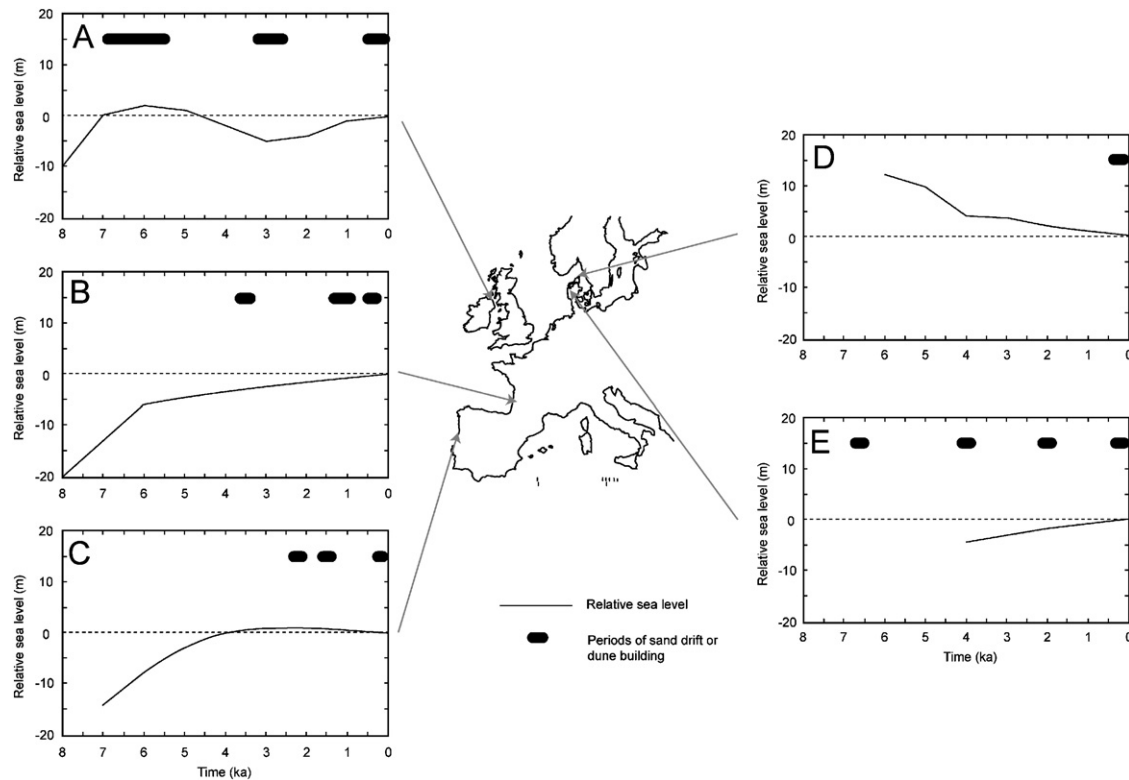 A
Relative sea level (m)
20
10
0
-10
20
8 7 6 5 4 3 2 1 0
B
Relative sea level (m)
20
10
0
-10
-20
8 7 6 5 4 3 2 1 0
C
Relative sea level (m)
20
10
0
-10
-20
8 7 6 5 4 3 2 1 0
Time (ka)
Relative sea level
Periods of sand drift or
dune building
D
Relative sea level (m)
20
10
0
-10
-20
8 7 6 5 4 3 2 1 0
E
Relative sea level (m)
20
10
0
-10
-20
8 7 6 5 4 3 2 1 0
Time (ka)